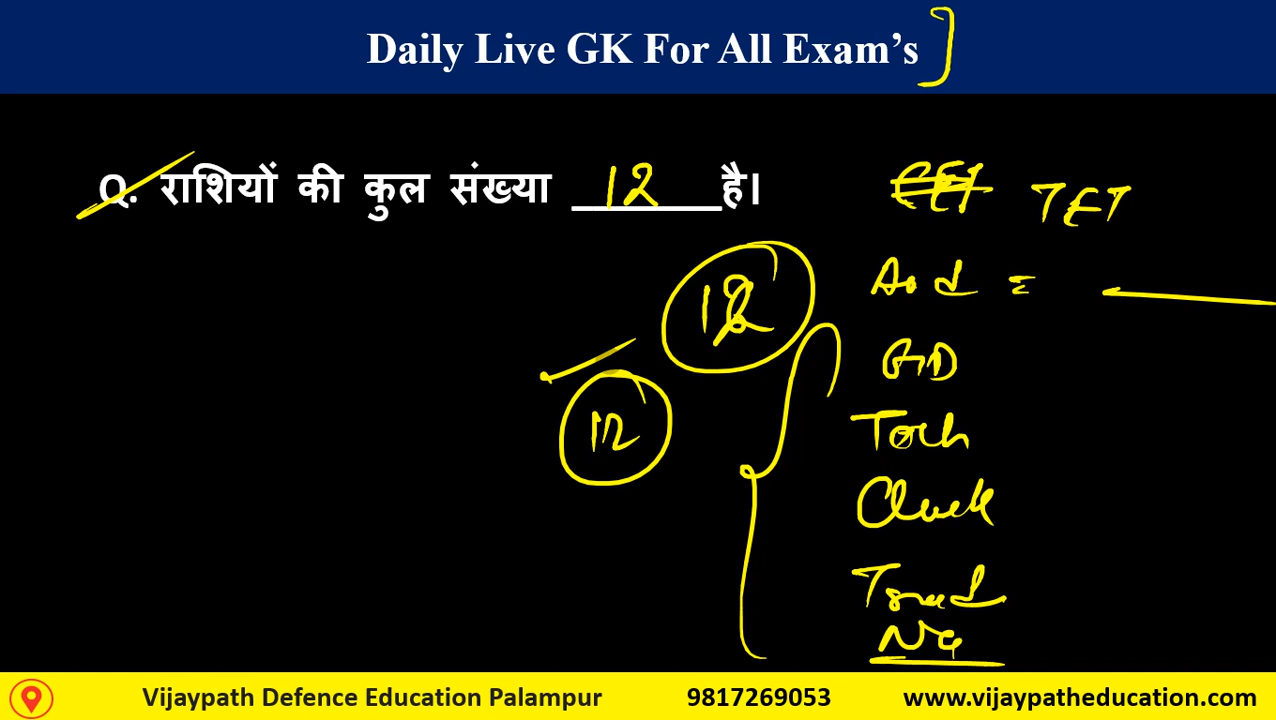 Daily Live GK For All Exam's
Q. राशियों की कुल संख्या 12 है।
TET
12
GD
12
Tech
Clerk
Vijaypath Defence Education Palampur 9817269053 www.vijaypatheducation.com